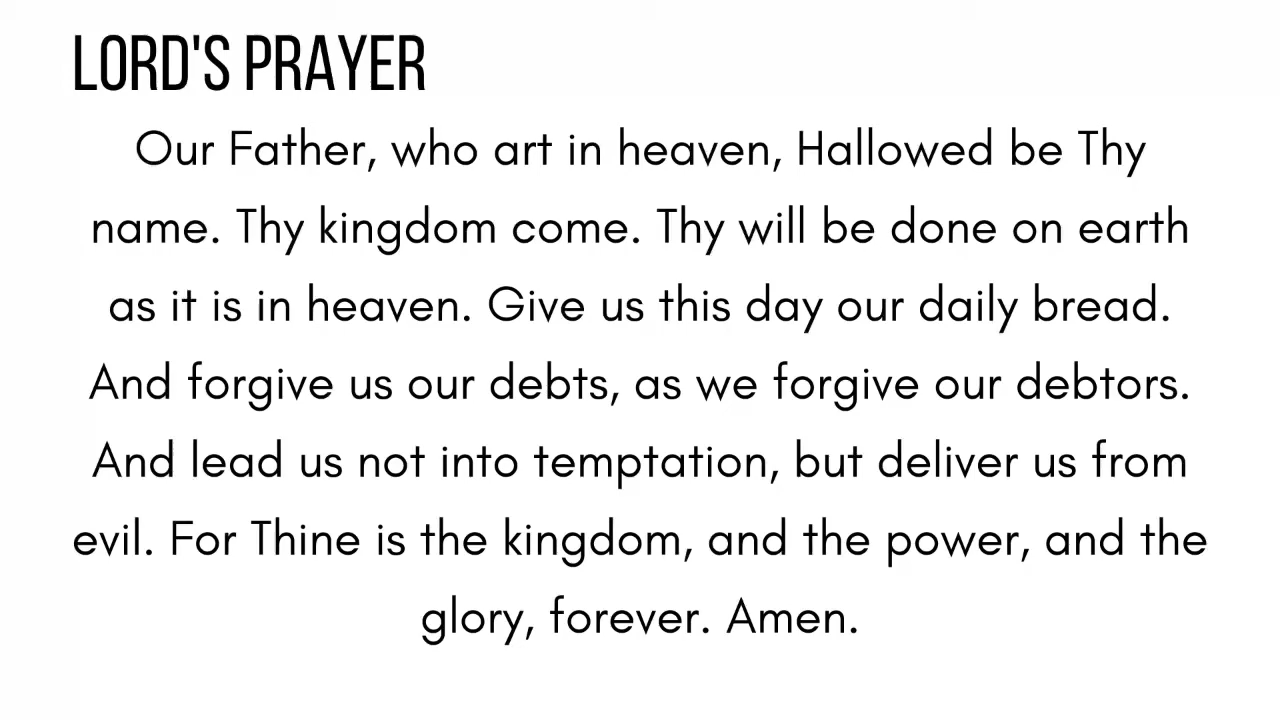 LORD'S PRAYER
Our Father, who art in heaven, Hallowed be Thy
name. Thy kingdom come. Thy will be done on earth
as it is in heaven. Give us this day our daily bread.
And forgive us our debts, as we forgive our debtors.
And lead us not into temptation, but deliver us from
evil. For Thine is the kingdom, and the power, and the
glory, forever. Amen.